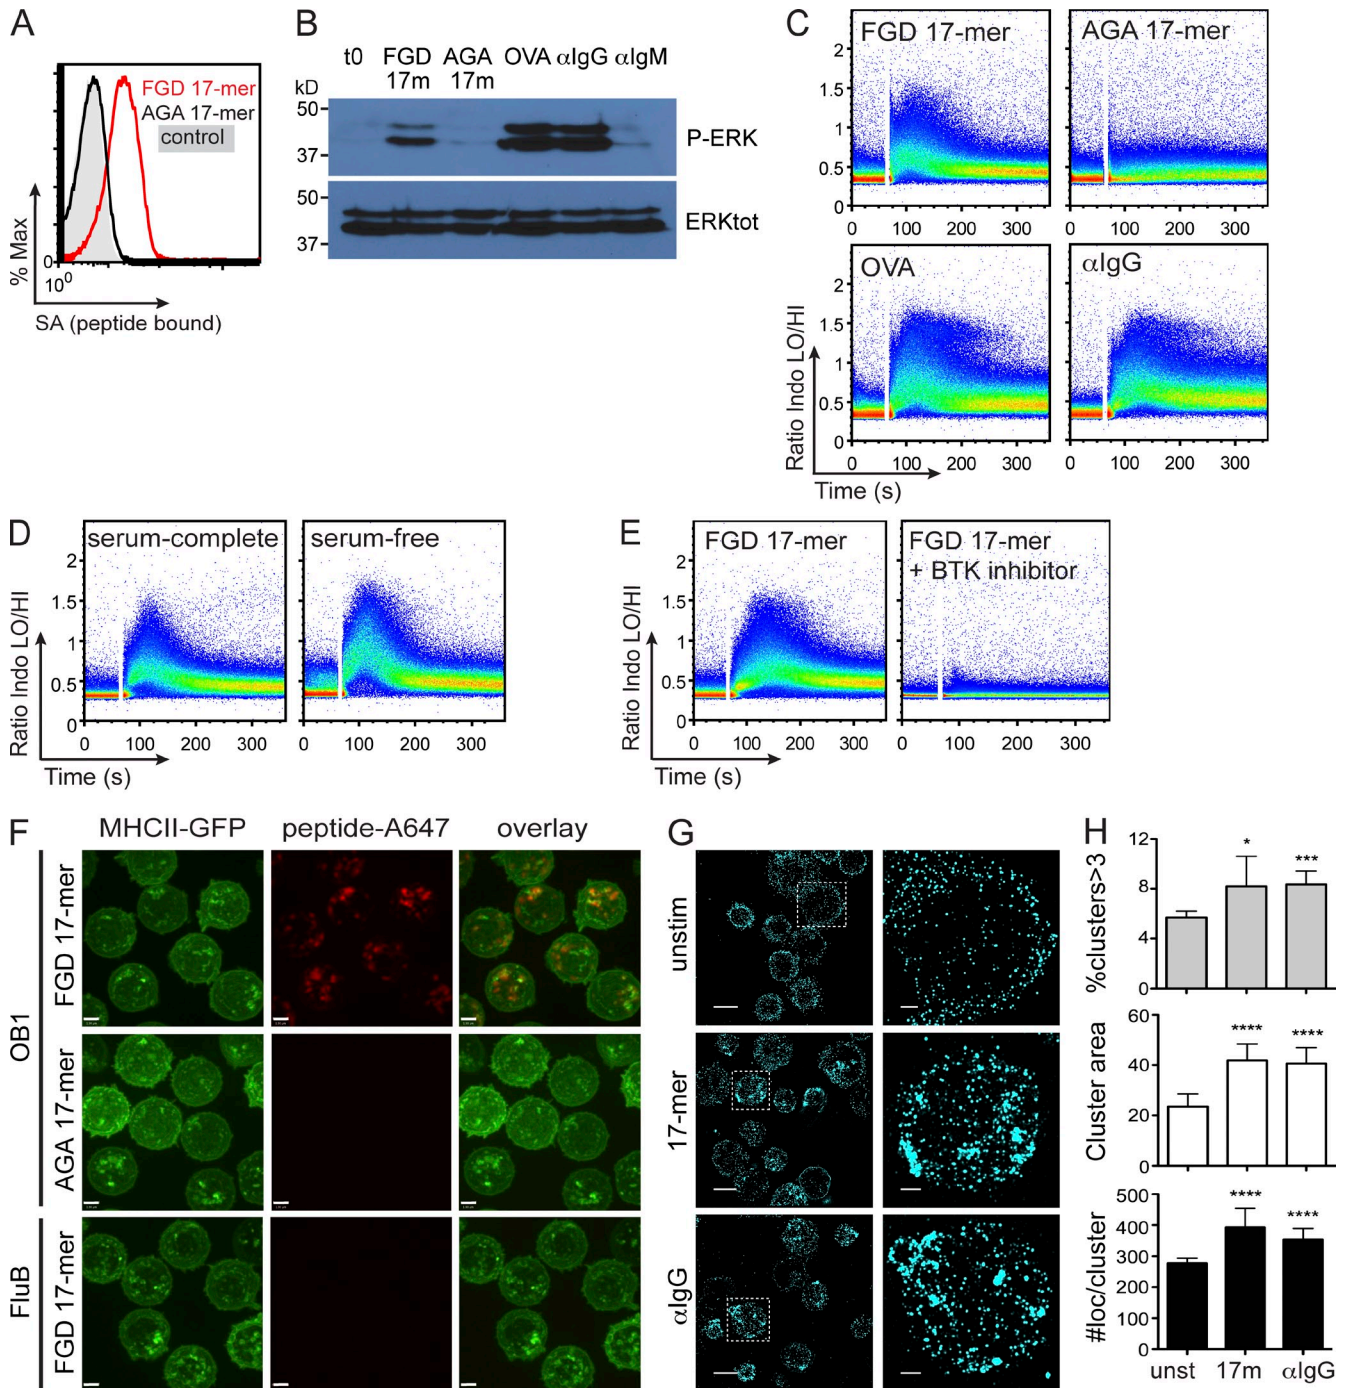 A
FGD 17-mer
AGA 17-mer
control
% Max
0
10⁰
SA (peptide bound)
B
t0 FGD 17m AGA 17m OVA αIgG αIgM
kD
50
37
P-ERK
50
37
ERKtot
C
FGD 17-mer
AGA 17-mer
2
1.5
1
0.5
0
0 100 200 300
0 100 200 300
OVA
αIgG
2
1.5
1
0.5
0
Ratio Indo LO/HI
0 100 200 300
0 100 200 300
Time (s)
D
serum-complete
serum-free
2
1.5
1
0.5
0
Ratio Indo LO/HI
0 100 200 300
0 100 200 300
Time (s)
E
FGD 17-mer
FGD 17-mer
+ BTK inhibitor
2
1.5
1
0.5
0
Ratio Indo LO/HI
0 100 200 300
0 100 200 300
Time (s)
F
MHCII-GFP
peptide-A647
overlay
OB1
FGD 17-mer
AGA 17-mer
FluB
FGD 17-mer
G
unstim
17-mer
αIgG
H
%clusters>3
12
8
4
0
*
***
Cluster area
60
40
20
0
****
****
#loc/cluster
500
400
300
200
100
0
****
****
unst 17m αIgG